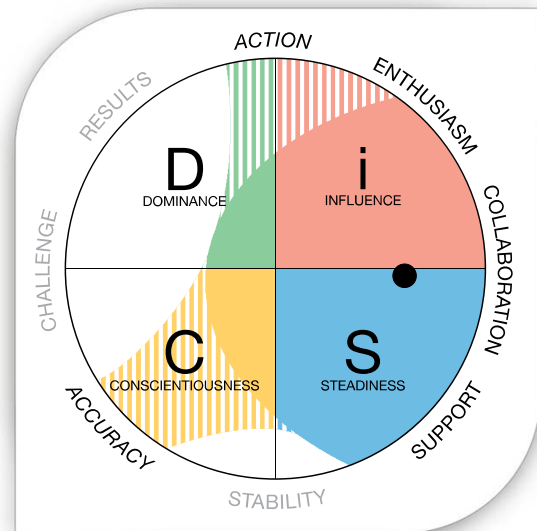 ACTION
RESULTS
ENTHUSIASM
D
DOMINANCE
i
INFLUENCE
CHALLENGE
COLLABORATION
C
CONSCIENTIOUSNESS
S
STEADINESS
ACCURACY
SUPPORT
STABILITY